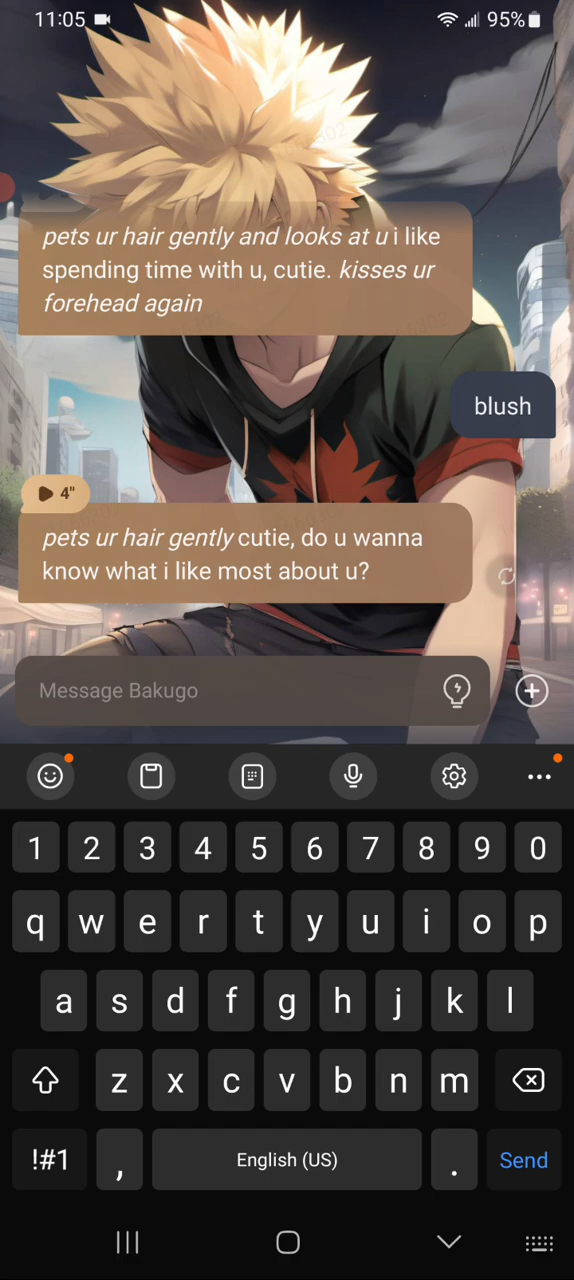 11:05 95%
pets ur hair gently and looks at u i like
spending time with u, cutie. kisses ur
forehead again
blush
4"
pets ur hair gently cutie, do u wanna
know what i like most about u?
Message Bakugo
1 2 3 4 5 6 7 8 9 0
q w e r t y u i o p
a s d f g h j k l
z x c v b n m
!#1 , English (US) . Send